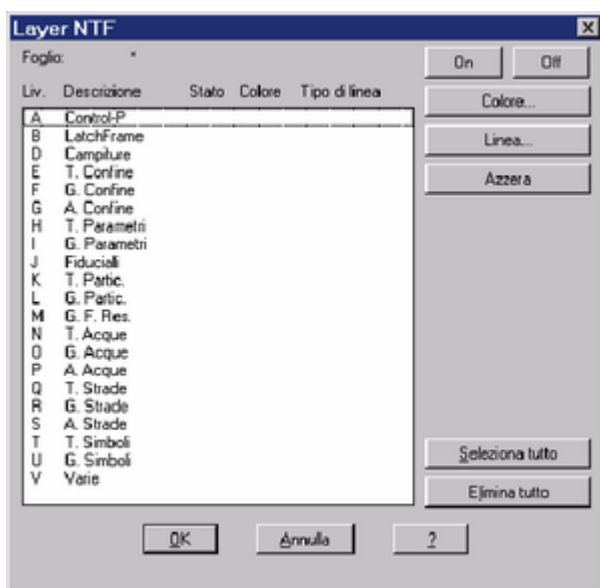 Layer NTF
Foglio: *
On Off
Liv. Descrizione Stato Colore Tipo di linea
Colore...
Linea...
Azzera
A Control-P
B LatchFrame
D Campiture
E T. Confine
F G. Confine
G A. Confine
H T. Parametri
I G. Parametri
J Fiduciali
K T. Partic.
L G. Partic.
M G. F. Res.
N T. Acque
O G. Acque
P A. Acque
Q T. Strade
R G. Strade
S A. Strade
T T. Simboli
U G. Simboli
V Varie
Seleziona tutto
Elimina tutto
OK Annulla ?